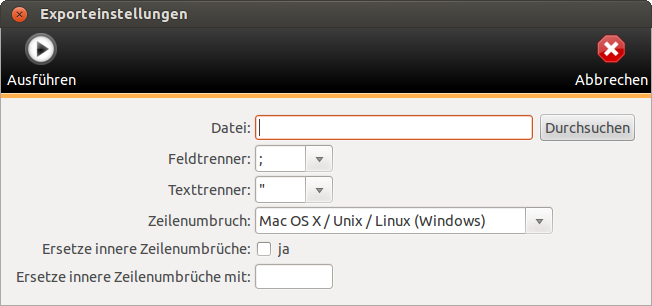 Exporteinstellungen
Ausführen Abbrechen
Datei: Durchsuchen
Feldtrenner: ;
Texttrenner: "
Zeilenumbruch: Mac OS X / Unix / Linux (Windows)
Ersetze innere Zeilenumbrüche: ja
Ersetze innere Zeilenumbrüche mit: